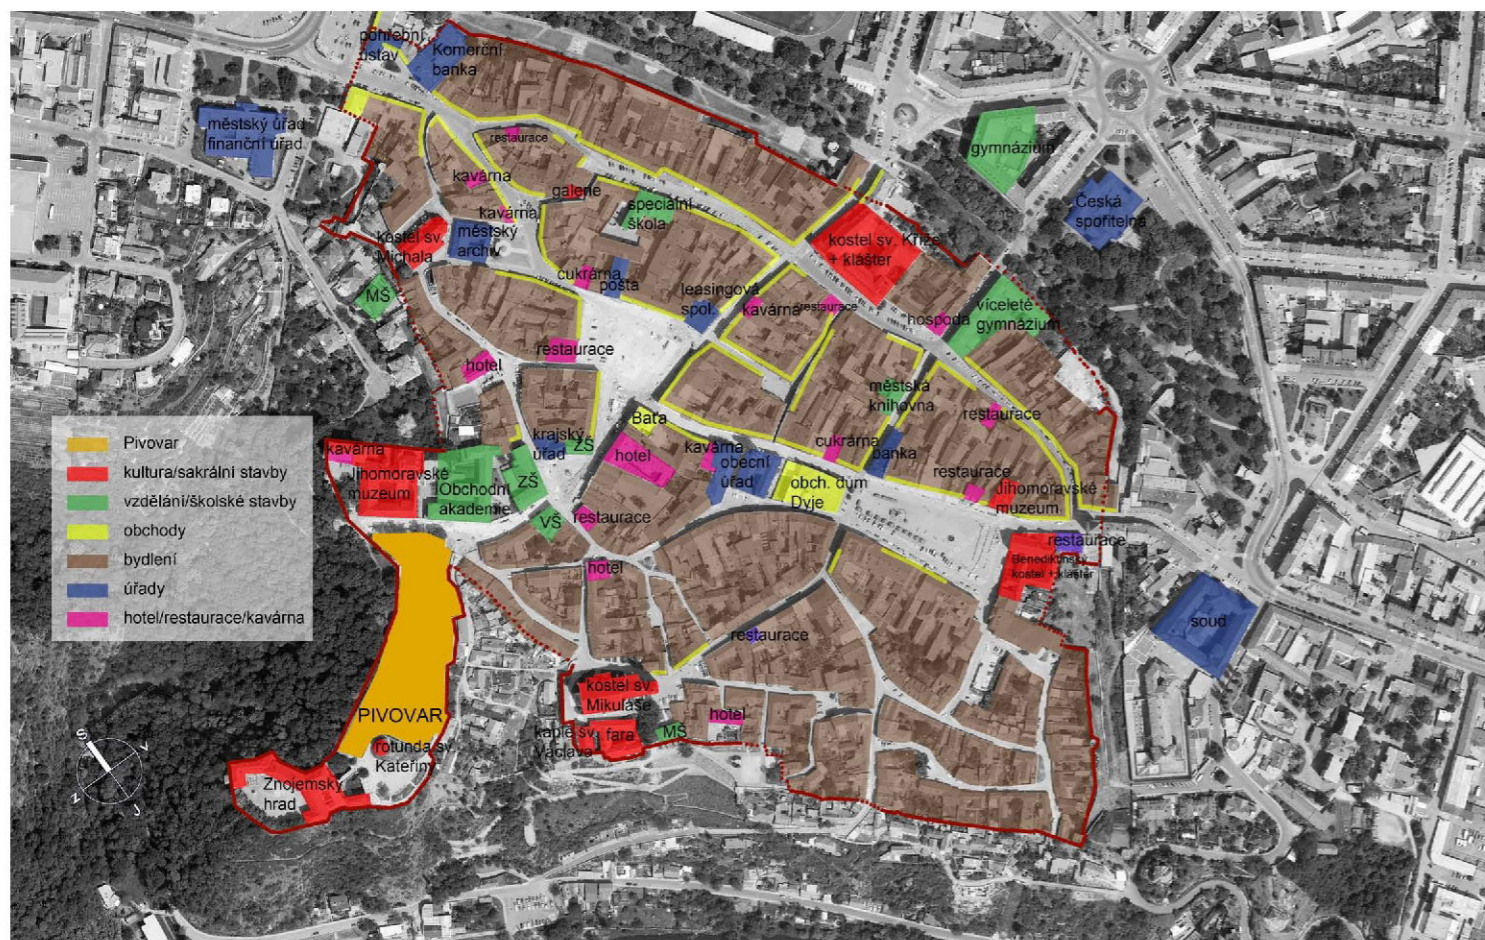 pohřební
ústav
Komerční
banka
městský úřad
finanční úřad
restaurace
gymnázium
kavárna
galerie
kavárna
speciální
škola
Česká
spořitelna
kostel sv.
Michala
městský
archiv
kostel sv. Kříže
+ klášter
MŠ
cukrárna
pošta
leasingová
spol.
kavárna
restaurace
hospoda
víceleté
gymnázium
restaurace
hotel
městská
knihovna
restaurace
Baťa
krajský
úřad
ZŠ
hotel
kavárna
obecní
úřad
cukrárna
banka
kavárna
Jihomoravské
muzeum
Obchodní
akademie
ZŠ
obch. dům
Dyje
restaurace
Jihomoravské
muzeum
VŠ
restaurace
restaurace
Benediktínský
kostel + klášter
hotel
soud
restaurace
kostel sv.
Mikuláše
hotel
kaple sv.
Václava
fara
MŠ
PIVOVAR
rotunda sv.
Kateřiny
Znojemský
hrad
Pivovar
kultura/sakrální stavby
vzdělání/školské stavby
obchody
bydlení
úřady
hotel/restaurace/kavárna
S
V
Z
J